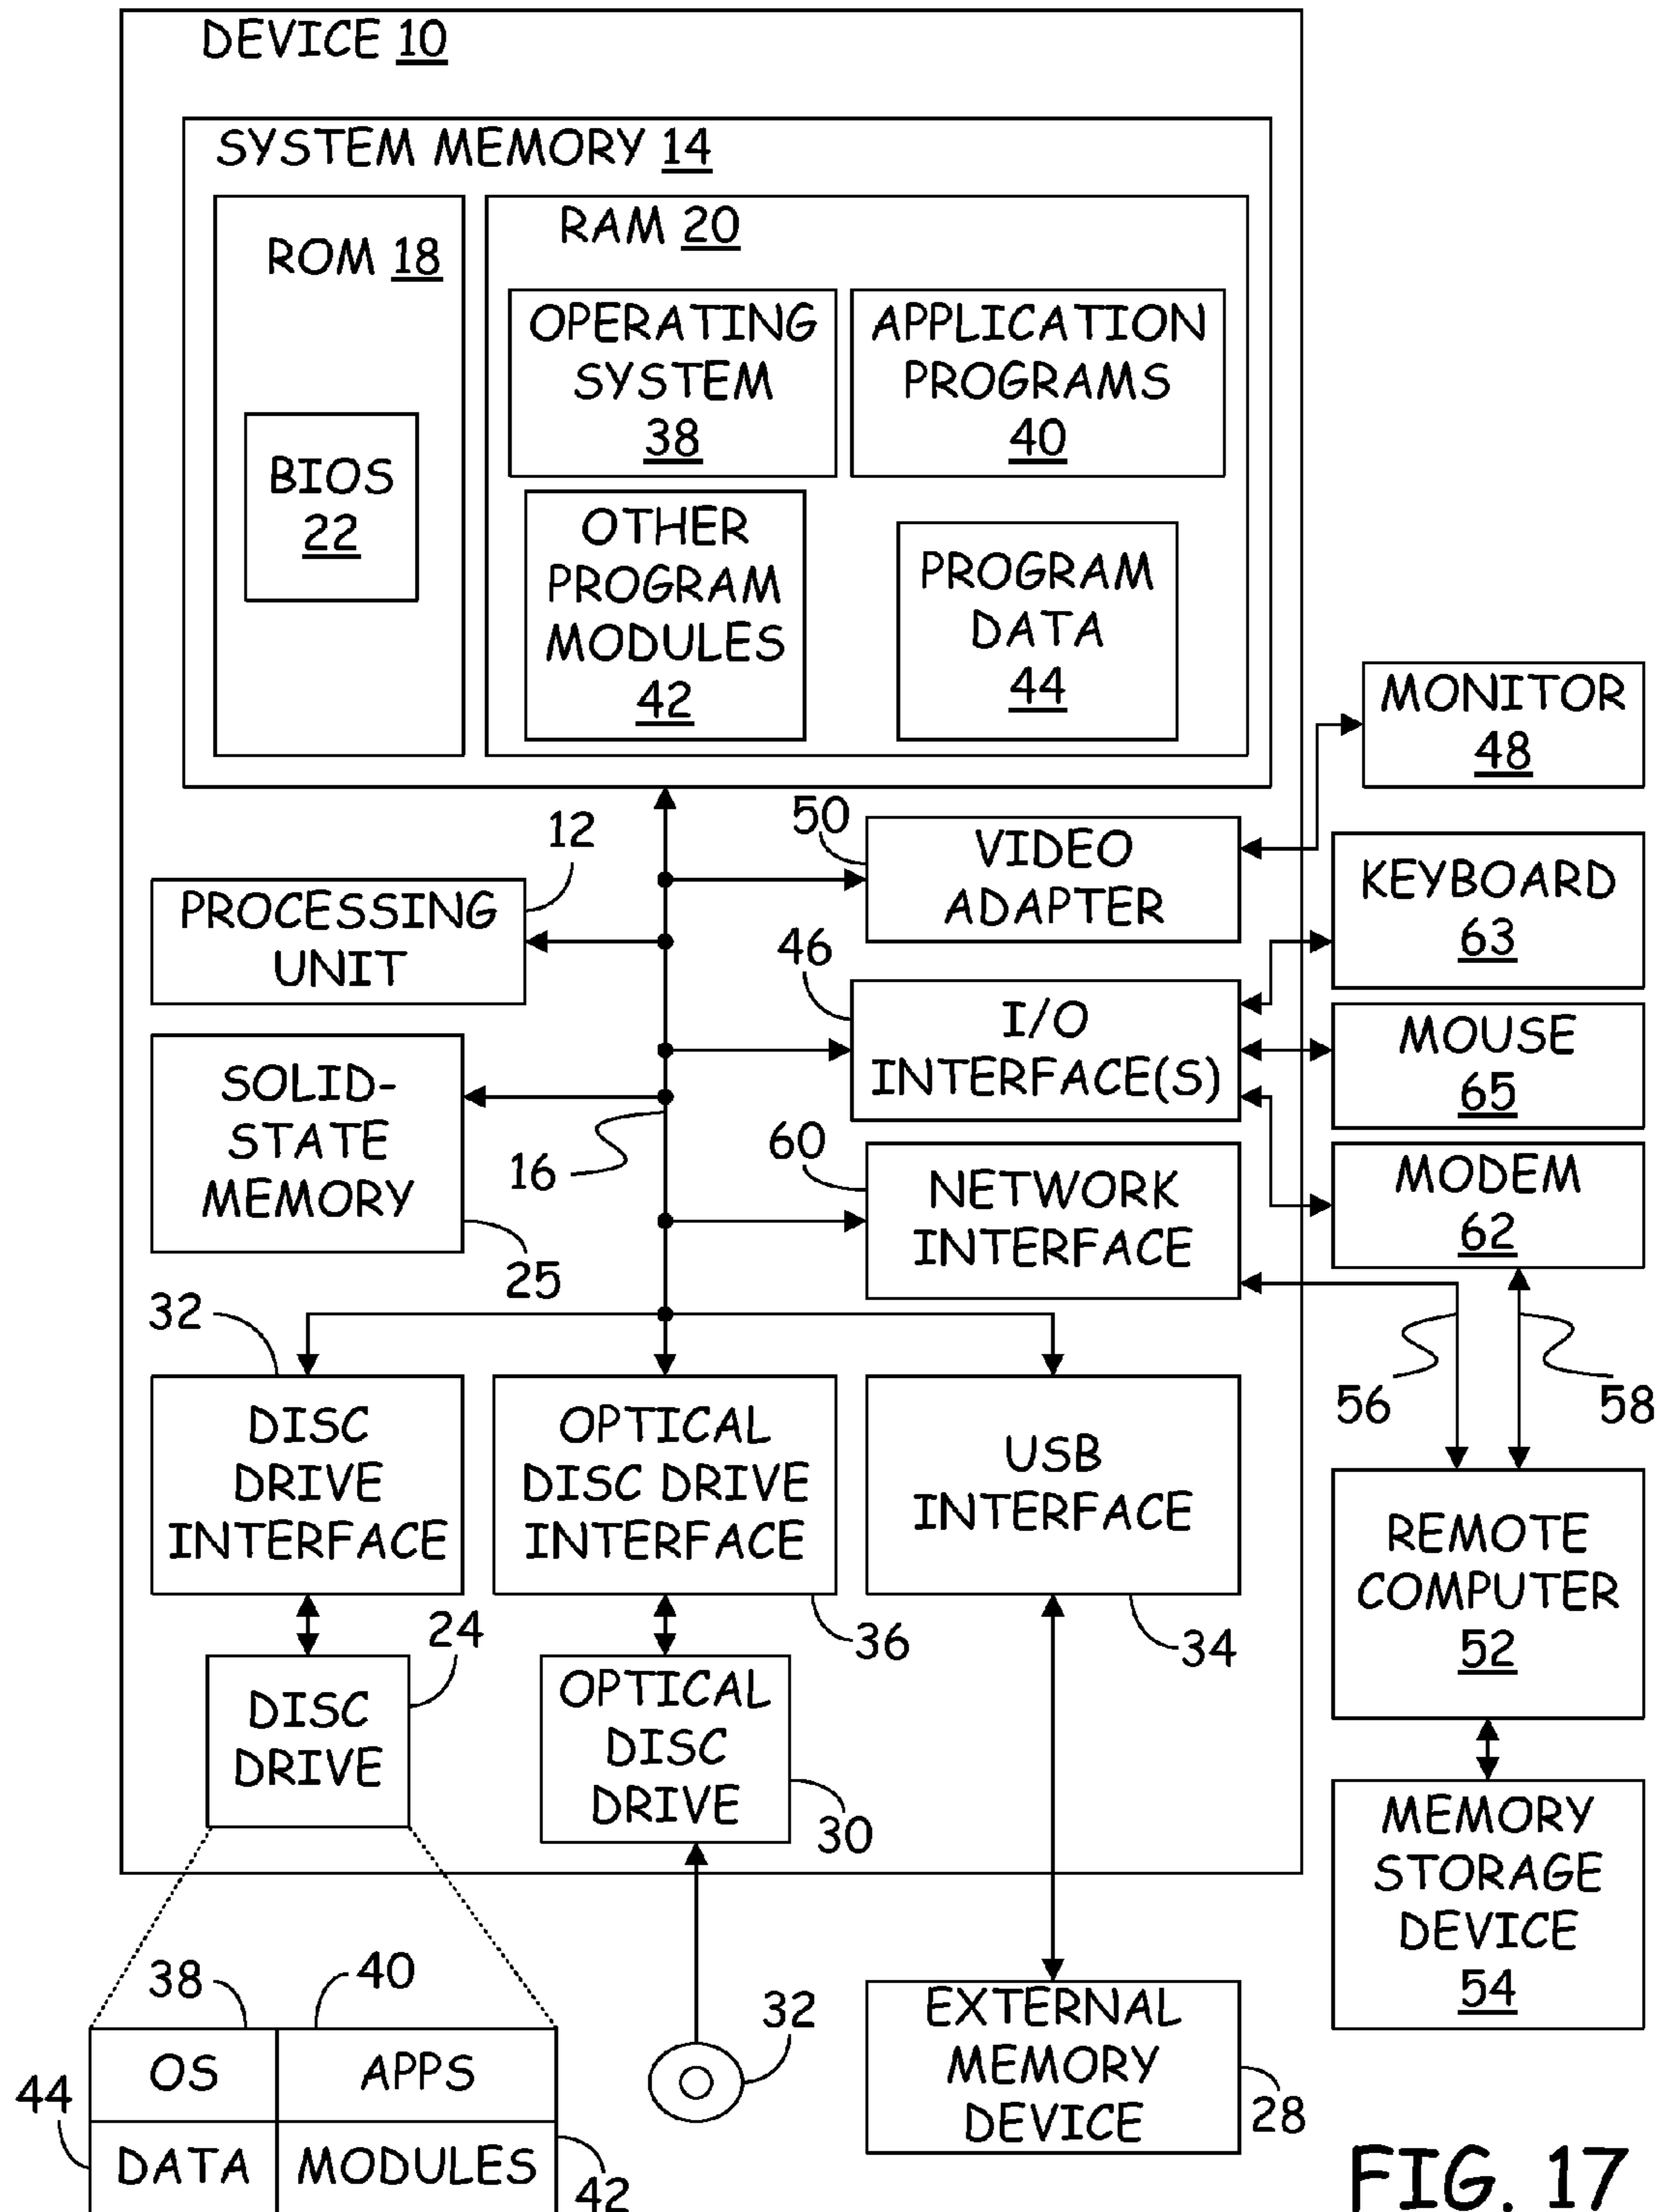 DEVICE 10
SYSTEM MEMORY 14
ROM 18
BIOS
22
RAM 20
OPERATING
SYSTEM
38
APPLICATION
PROGRAMS
40
OTHER
PROGRAM
MODULES
42
PROGRAM
DATA
44
MONITOR
48
12
PROCESSING
UNIT
50
VIDEO
ADAPTER
KEYBOARD
63
46
I/O
INTERFACE(S)
MOUSE
65
SOLID-
STATE
MEMORY
25
16
60
NETWORK
INTERFACE
MODEM
62
56
58
32
DISC
DRIVE
INTERFACE
OPTICAL
DISC DRIVE
INTERFACE
36
USB
INTERFACE
34
REMOTE
COMPUTER
52
24
DISC
DRIVE
OPTICAL
DISC
DRIVE
30
MEMORY
STORAGE
DEVICE
54
38
40
OS
APPS
44
DATA
MODULES
42
32
EXTERNAL
MEMORY
DEVICE
28
FIG. 17